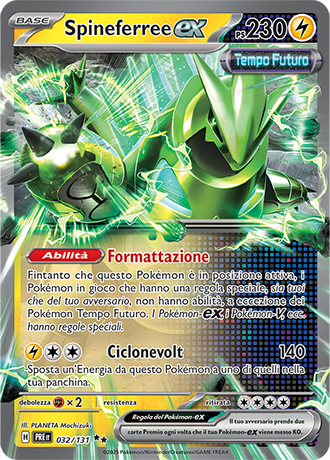 BASE Spineferree ex PS 230
Tempo Futuro
Abilità Formattazione
Fintanto che questo Pokémon è in posizione attiva, i
Pokémon in gioco che hanno una regola speciale, sia tuoi
che del tuo avversario, non hanno abilità, a eccezione dei
Pokémon Tempo Futuro. I Pokémon-ex, i Pokémon-V, ecc.
hanno regole speciali.
Ciclonevolt 140
Sposta un'Energia da questo Pokémon a uno di quelli nella
tua panchina.
debolezza × 2 resistenza ritirata
Ill. PLANETA Mochizuki
H PRE IT 032/131
Regola dei Pokémon-ex
Il tuo avversario prende due
carte Premio ogni volta che il tuo Pokémon-ex viene messo KO.
©2025 Pokémon/Nintendo/Creatures/GAME FREAK